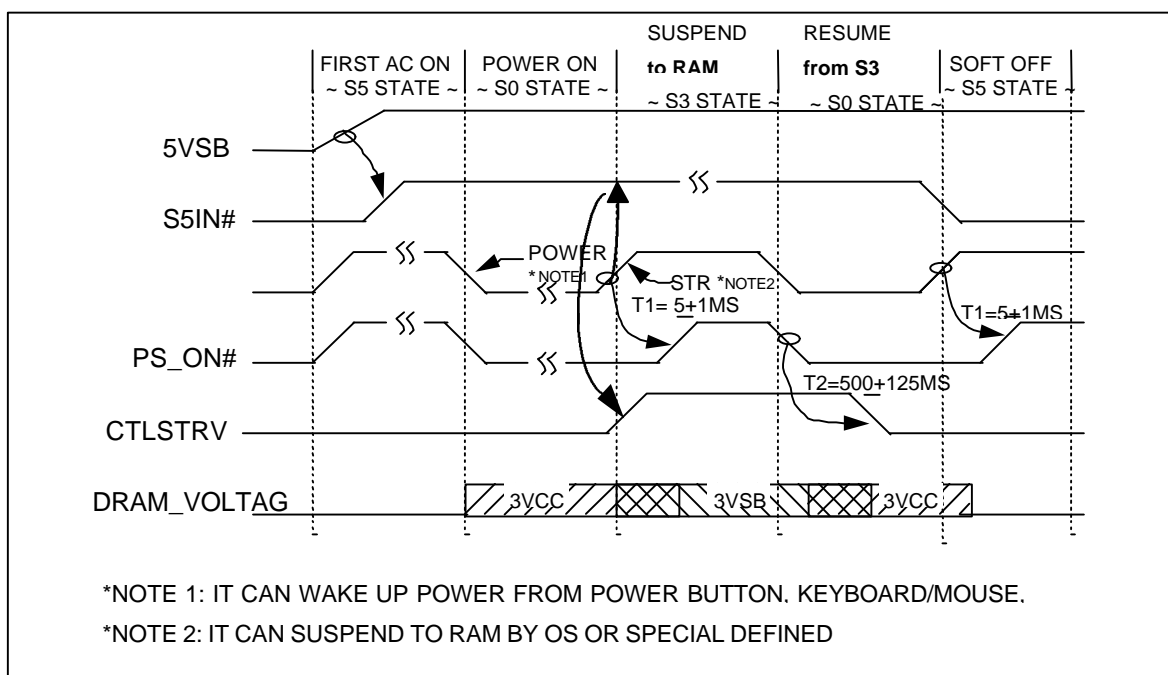 SUSPEND
to RAM
~ S3 STATE ~
RESUME
from S3
~ S0 STATE ~
FIRST AC ON
~ S5 STATE ~
POWER ON
~ S0 STATE ~
SOFT OFF
~ S5 STATE ~
5VSB
S5IN#
POWER
*NOTE1
STR *NOTE2
T1= 5+1MS
T1=5+1MS
PS_ON#
T2=500+125MS
CTLSTRV
DRAM_VOLTAG
3VCC
3VSB
3VCC
*NOTE 1: IT CAN WAKE UP POWER FROM POWER BUTTON, KEYBOARD/MOUSE,
*NOTE 2: IT CAN SUSPEND TO RAM BY OS OR SPECIAL DEFINED